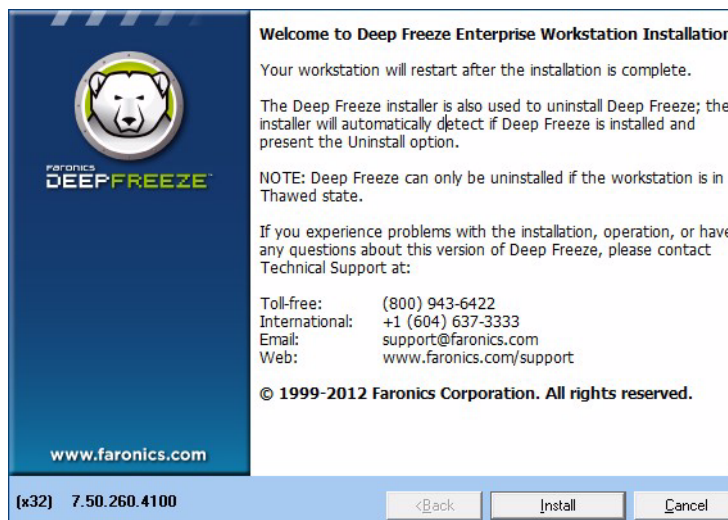 Welcome to Deep Freeze Enterprise Workstation Installation
Your workstation will restart after the installation is complete.
The Deep Freeze installer is also used to uninstall Deep Freeze; the
installer will automatically detect if Deep Freeze is installed and
present the Uninstall option.
NOTE: Deep Freeze can only be uninstalled if the workstation is in
Thawed state.
If you experience problems with the installation, operation, or have
any questions about this version of Deep Freeze, please contact
Technical Support at:
Toll-free: (800) 943-6422
International: +1 (604) 637-3333
Email: support@faronics.com
Web: www.faronics.com/support
© 1999-2012 Faronics Corporation. All rights reserved.
FARONICS
DEEPFREEZE
www.faronics.com
(x32) 7.50.260.4100
<Back Install Cancel